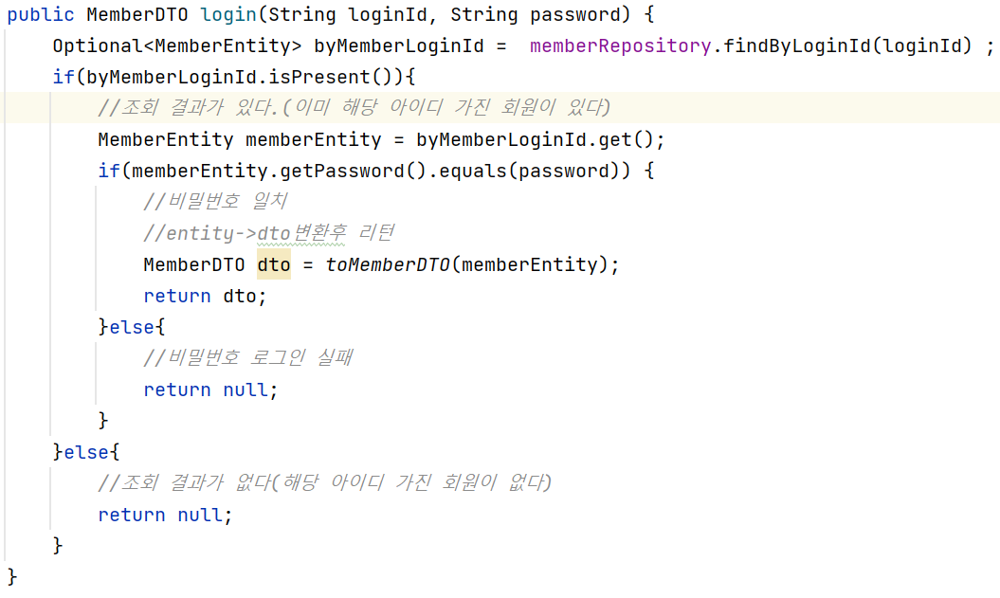 public MemberDTO login(String loginId, String password) {
    Optional<MemberEntity> byMemberLoginId =  memberRepository.findByLoginId(loginId) ;
    if(byMemberLoginId.isPresent()){
        //조회 결과가 있다.(이미 해당 아이디 가진 회원이 있다)
        MemberEntity memberEntity = byMemberLoginId.get();
        if(memberEntity.getPassword().equals(password)) {
            //비밀번호 일치
            //entity->dto변환후 리턴
            MemberDTO dto = toMemberDTO(memberEntity);
            return dto;
        }else{
            //비밀번호 로그인 실패
            return null;
        }
    }else{
        //조회 결과가 없다(해당 아이디 가진 회원이 없다)
        return null;
    }
}